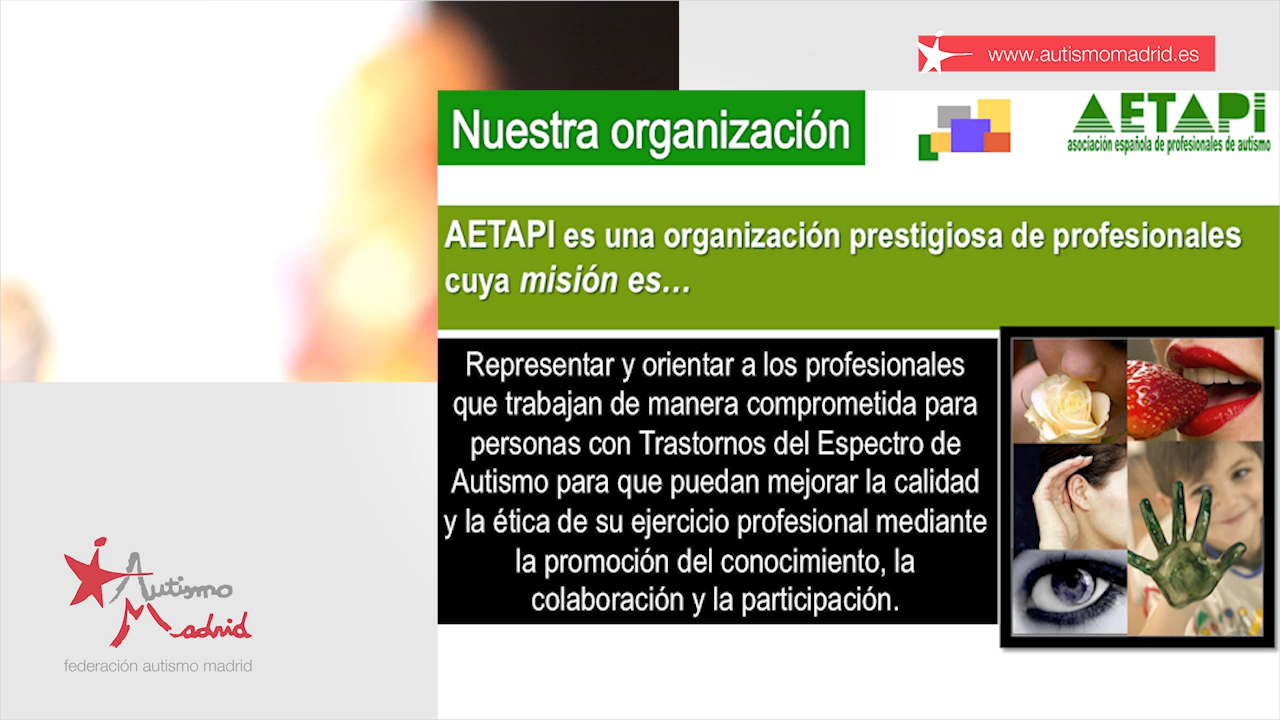 www.autismomadrid.es
Nuestra organización
AETAPI
asociación española de profesionales de autismo
AETAPI es una organización prestigiosa de profesionales
cuya misión es...
Representar y orientar a los profesionales
que trabajan de manera comprometida para
personas con Trastornos del Espectro de
Autismo para que puedan mejorar la calidad
y la ética de su ejercicio profesional mediante
la promoción del conocimiento, la
colaboración y la participación.
Autismo
Madrid
federación autismo madrid